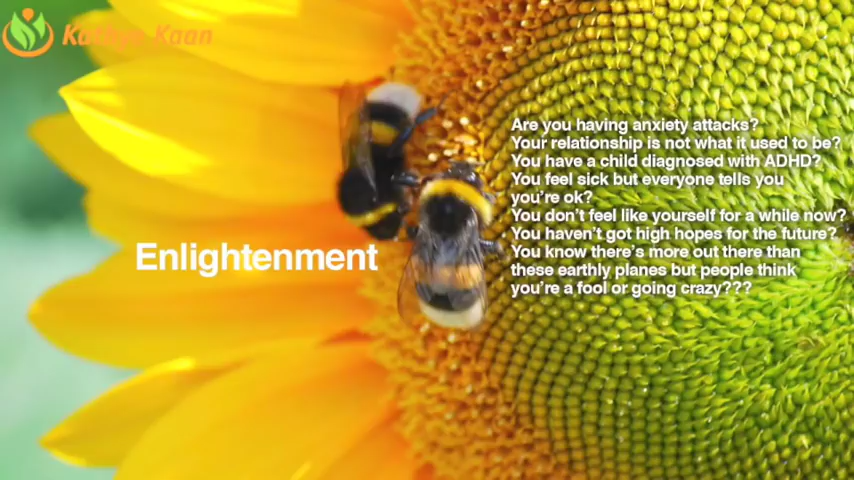 Kathye Kaan
Are you having anxiety attacks?
Your relationship is not what it used to be?
You have a child diagnosed with ADHD?
You feel sick but everyone tells you
you're ok?
You don't feel like yourself for a while now?
You haven't got high hopes for the future?
You know there's more out there than
these earthly planes but people think
you're a fool or going crazy???
Enlightenment